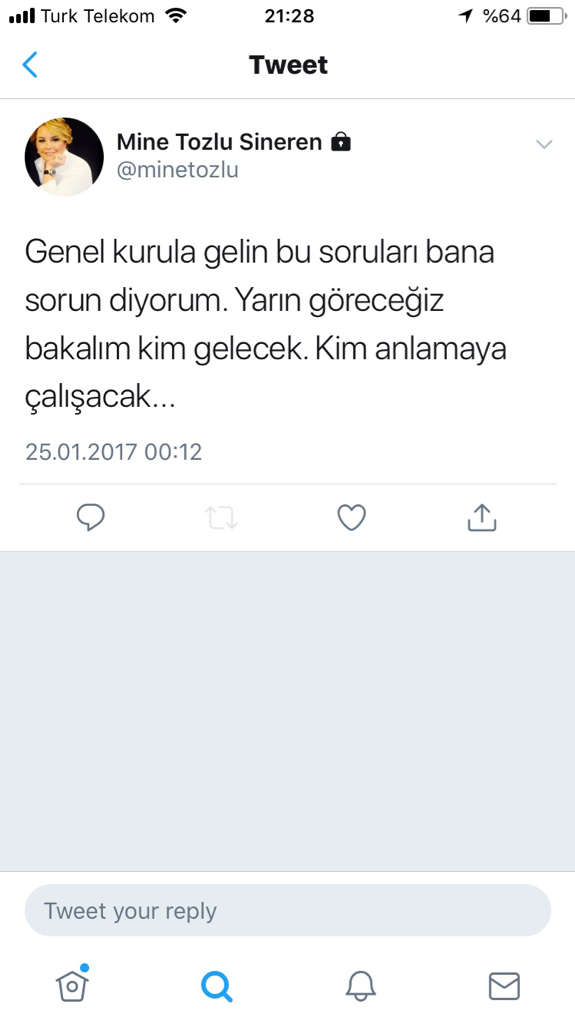 Turk Telekom 21:28 %64
Tweet
Mine Tozlu Sineren
@minetozlu
Genel kurula gelin bu soruları bana
sorun diyorum. Yarın göreceğiz
bakalım kim gelecek. Kim anlamaya
çalışacak...
25.01.2017 00:12
Tweet your reply